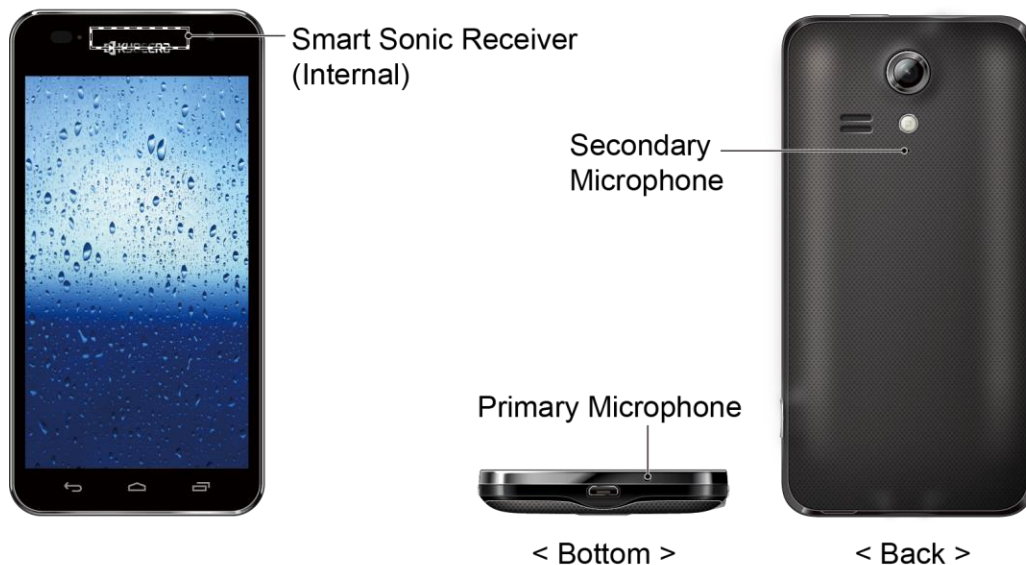 Smart Sonic Receiver
(Internal)
Secondary
Microphone
Primary Microphone
< Bottom >
< Back >